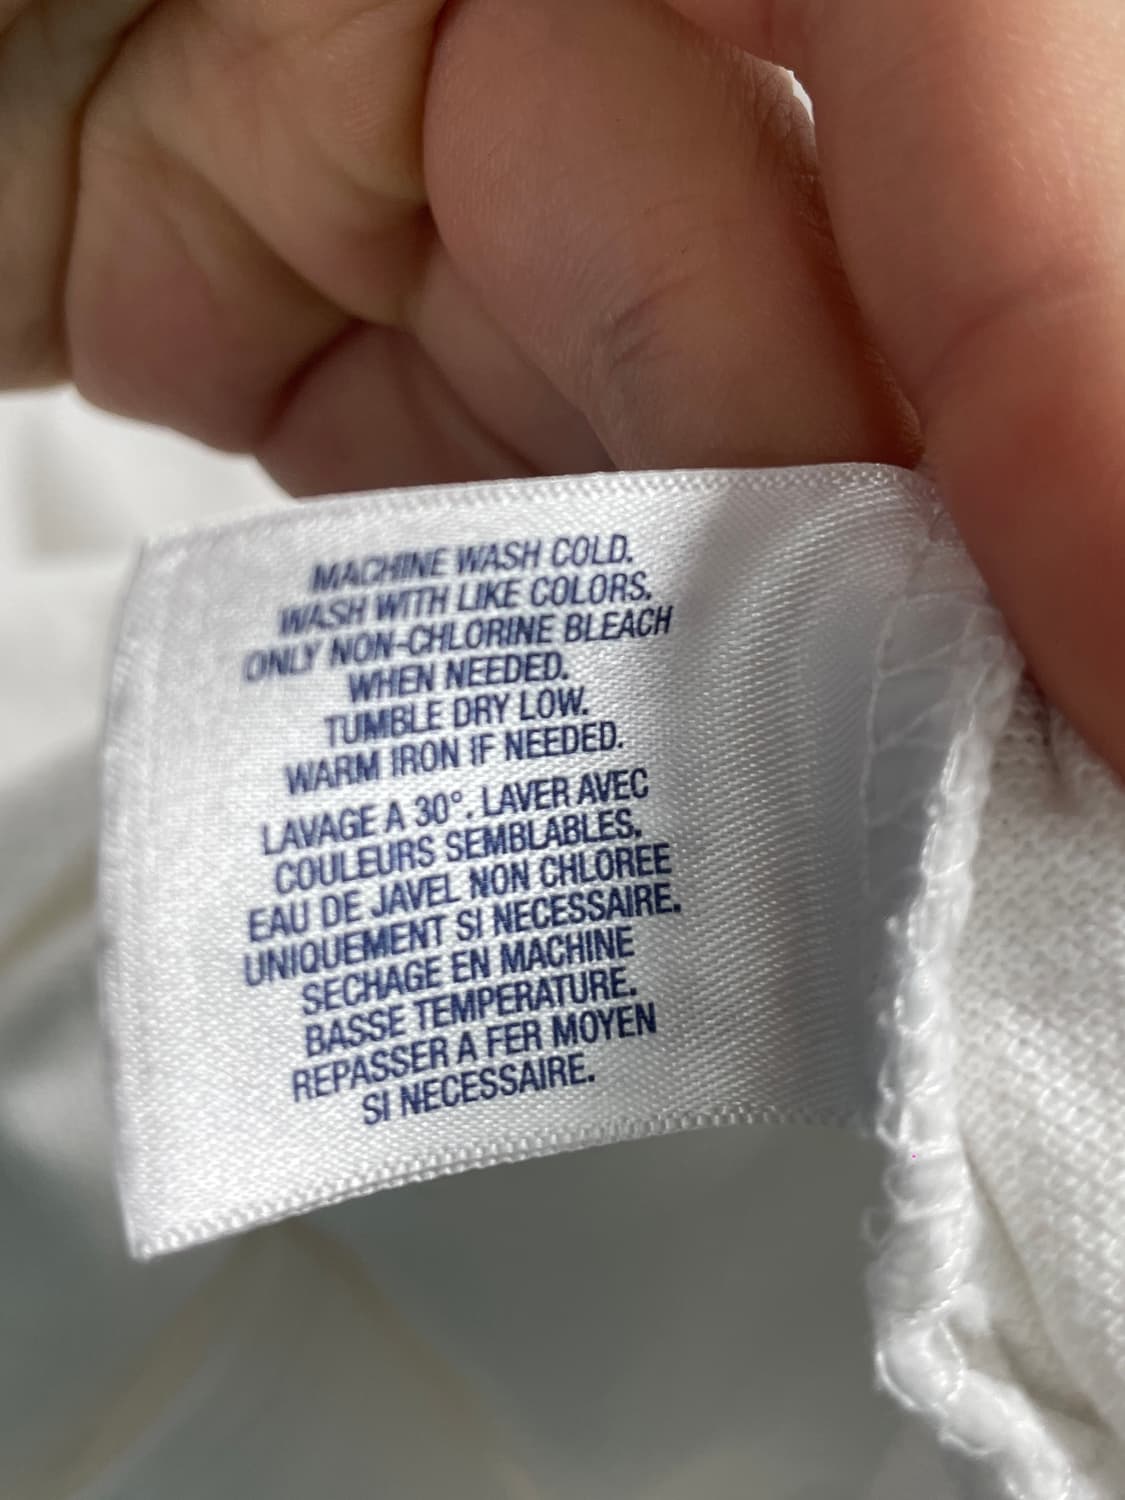 MACHINE WASH COLD.
WASH WITH LIKE COLORS.
ONLY NON-CHLORINE BLEACH
WHEN NEEDED.
TUMBLE DRY LOW.
WARM IRON IF NEEDED.
LAVAGE A 30°. LAVER AVEC
COULEURS SEMBLABLES.
EAU DE JAVEL NON CHLOREE
UNIQUEMENT SI NECESSAIRE.
SECHAGE EN MACHINE
BASSE TEMPERATURE.
REPASSER A FER MOYEN
SI NECESSAIRE.